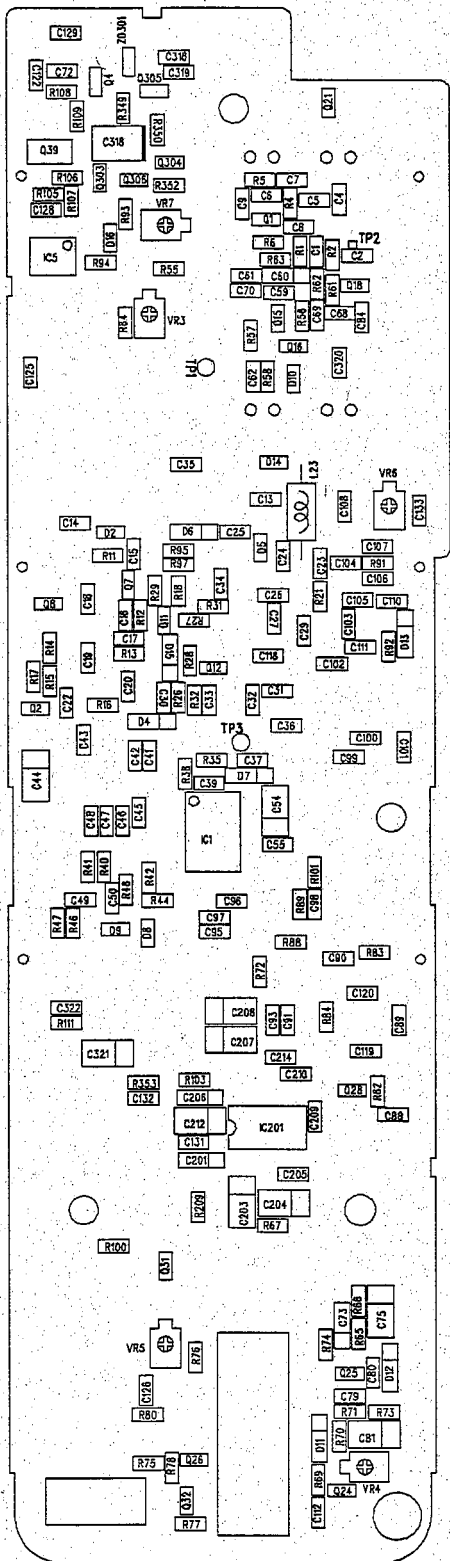 C129
ZD301
C122
C72
R108
Q4
C318
C319
D305
R109
R349
Q21
Q39
C318
R350
Q304
R106
Q303
Q306
R352
R105
C128
R107
R93
VR7
D16
IC5
R94
R55
R5
C7
C9
C6
R4
C5
C4
Q1
C8
R6
R1
C1
R2
TP2
C2
R63
C61
C60
R62
R61
Q18
C70
C59
R84
VR3
Q15
R56
C69
C68
C84
R57
Q16
TP1
C125
C62
R58
D10
C320
C35
D14
L23
VR6
C13
C108
C133
C14
D2
D6
C25
D5
C24
C23
C107
R11
C15
R95
R97
C104
R91
C106
Q7
R29
R18
C34
R21
Q8
C18
C16
R12
Q11
R31
R27
C26
C27
C29
C105
C110
C103
D13
R14
C17
R13
R28
C111
R92
R17
R15
C19
Q12
C118
C102
C20
C30
R26
R32
C33
C32
C31
Q2
C22
R16
D4
C36
TP3
C43
C42
C41
C100
C99
R38
R35
C37
C39
D7
C44
IC1
C54
C48
C47
C46
C45
C55
R41
R40
R42
R101
C49
C50
R48
R44
C96
R89
C98
R47
R46
D9
D8
C97
C95
R88
R72
C90
R83
C120
C322
R111
C208
C93
C91
R84
C89
C207
C321
C214
C119
C210
R353
R103
C132
C206
Q28
R82
C88
C212
IC201
C209
C131
C201
C205
R209
C203
C204
R67
R100
Q31
R68
C73
C75
R74
R65
VR5
R76
Q25
C80
D12
C126
C79
R80
R71
R73
D11
R70
C81
R75
R78
Q26
R69
VR4
Q32
C112
Q24
R77